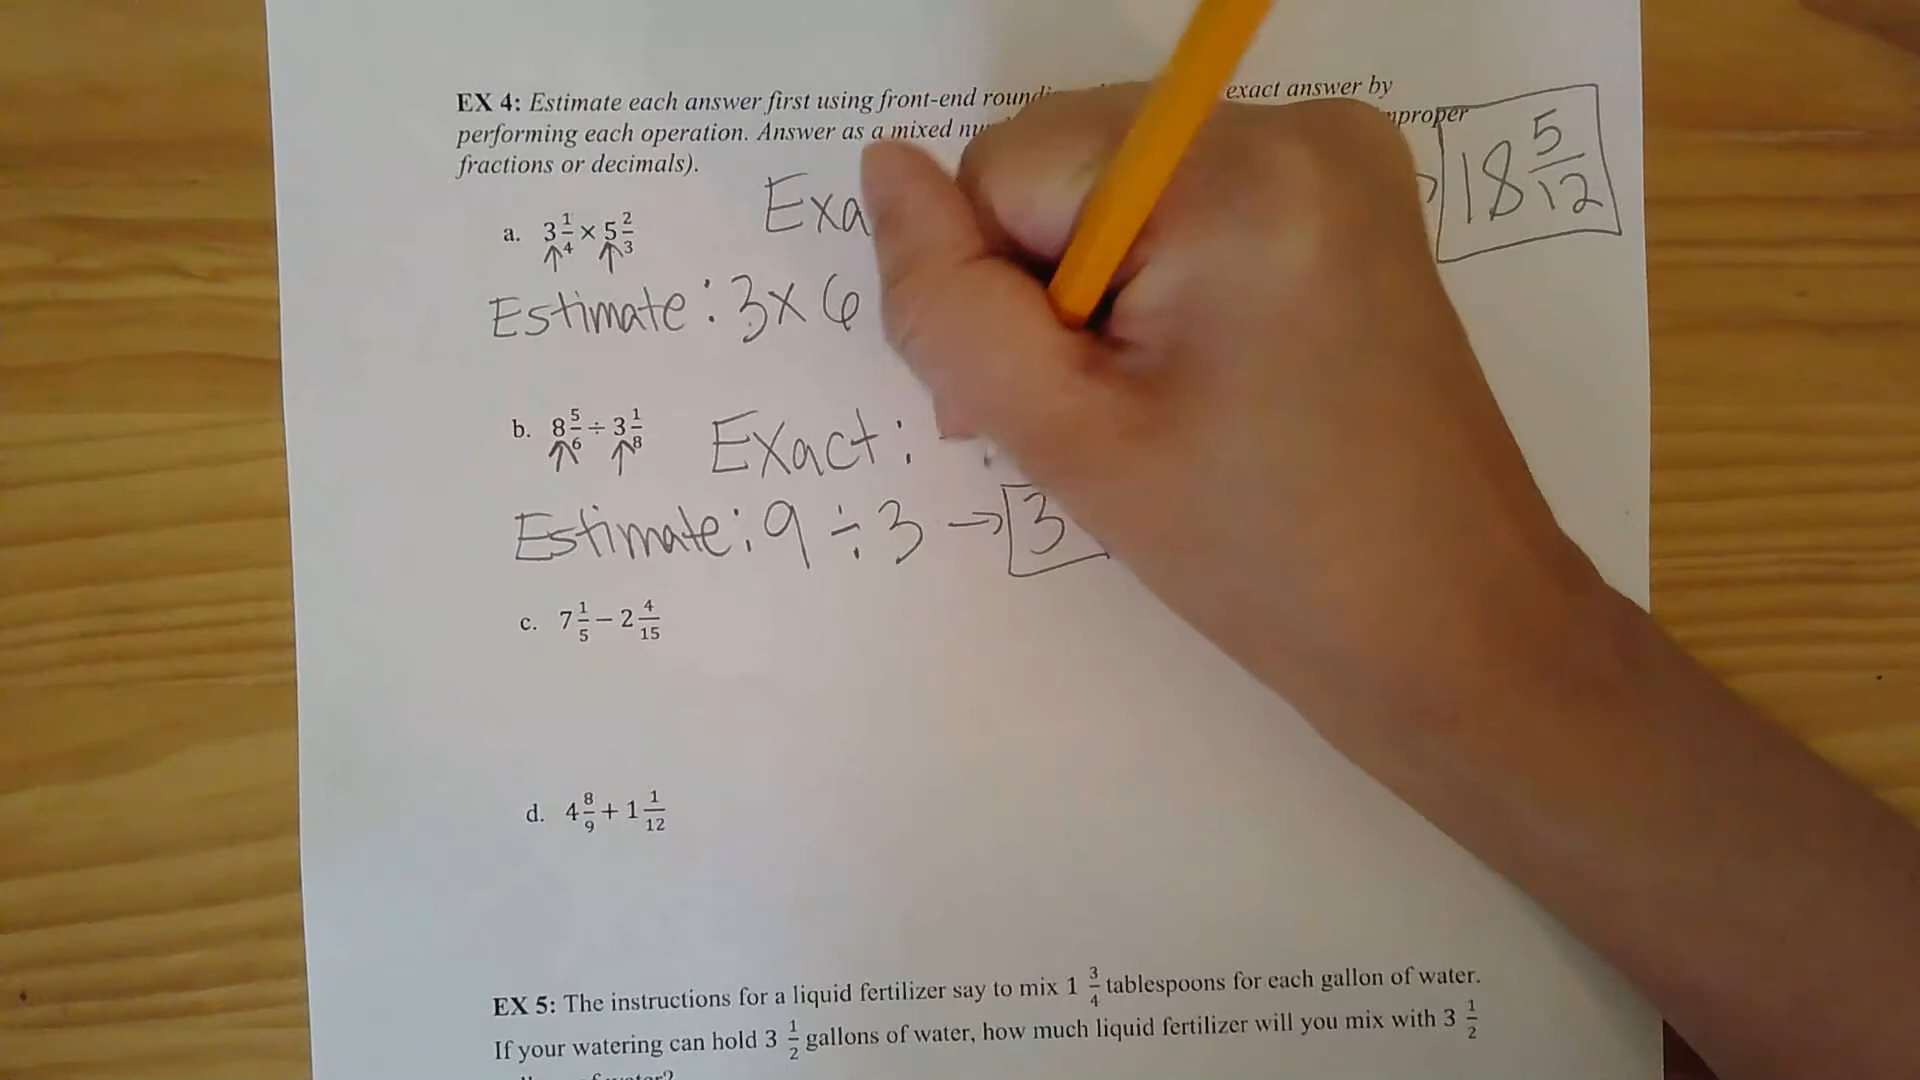 EX 4: Estimate each answer first using front-end exact answer by
performing each operation. Answer as a mixed
fractions or decimals).
18 5/12
Exa
a. 3 1/4 × 5 2/3
Estimate: 3 x 6
b. 8 5/6 ÷ 3 1/8 Exact:
Estimate: 9 ÷ 3 → 3
c. 7 1/5 − 2 4/15
d. 4 8/9 + 1 1/12
EX 5: The instructions for a liquid fertilizer say to mix 1 3/4 tablespoons for each gallon of water.
If your watering can hold 3 1/2 gallons of water, how much liquid fertilizer will you mix with 3 1/2